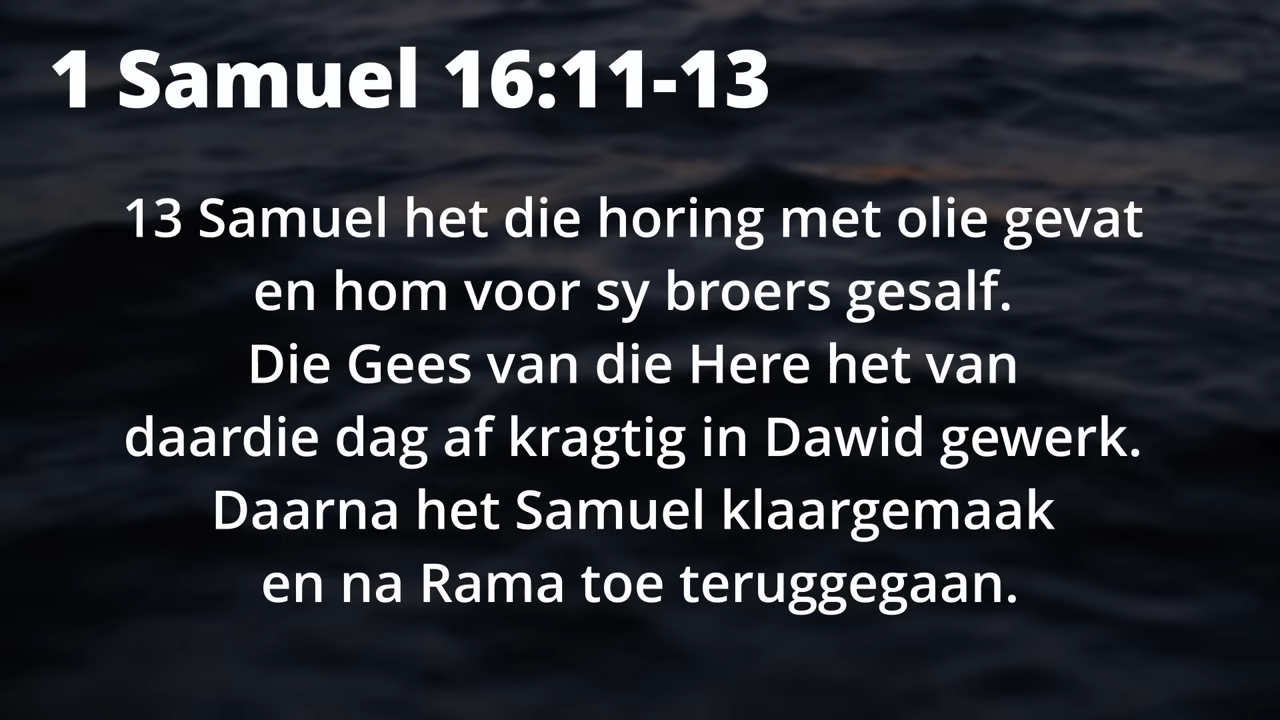 1 Samuel 16:11-13
13 Samuel het die horing met olie gevat
en hom voor sy broers gesalf.
Die Gees van die Here het van
daardie dag af kragtig in Dawid gewerk.
Daarna het Samuel klaargemaak
en na Rama toe teruggegaan.